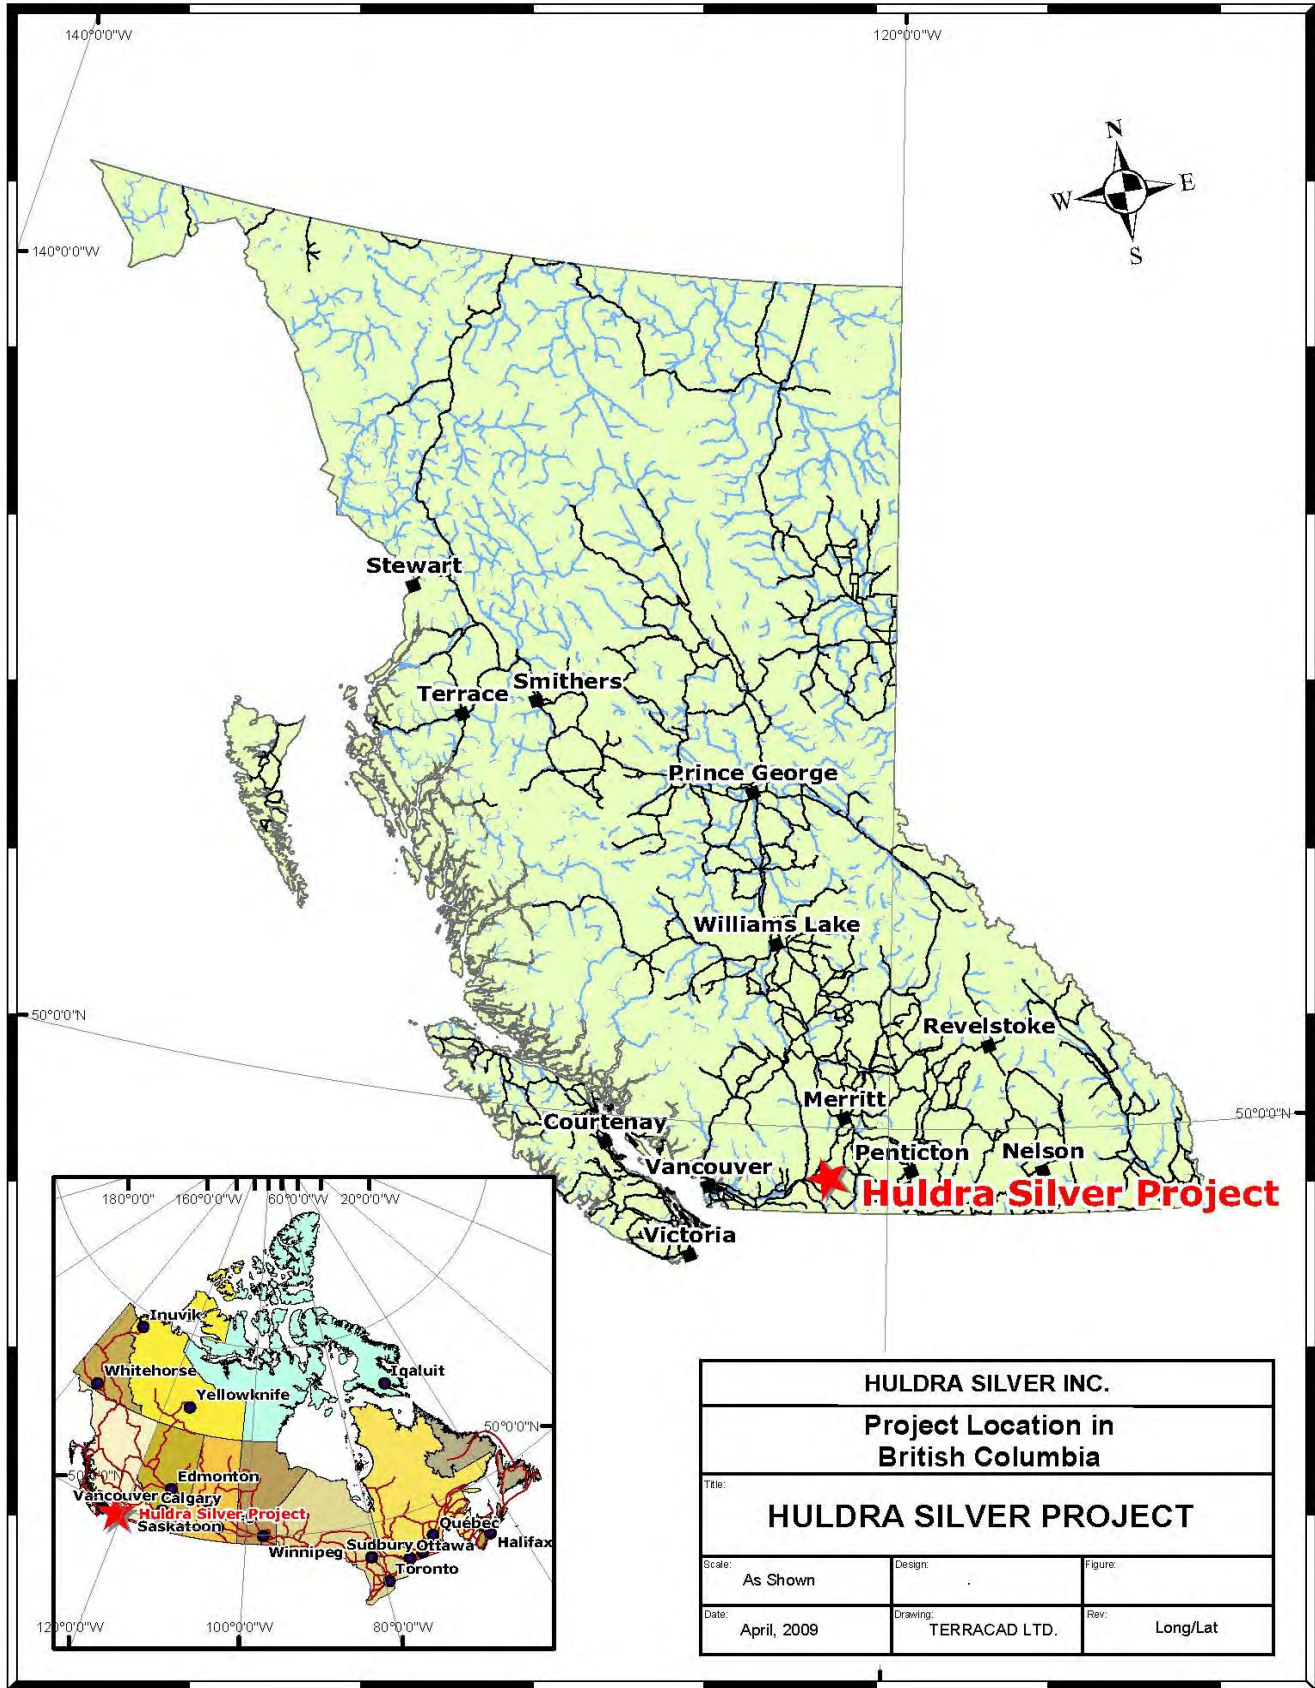 140°0'0"W
120°0'0"W
N
W
E
S
140°0'0"W
Stewart
Terrace
Smithers
Prince George
Williams Lake
50°0'0"N
Revelstoke
Merritt
50°0'0"N
Courtenay
Penticton
Nelson
Vancouver
Huldra Silver Project
Victoria
180°0'0"
160°0'0"W
60°0'0"W
20°0'0"W
Inuvik
Whitehorse
Iqaluit
Yellowknife
50°0'0"N
50°0'0"N
Edmonton
Vancouver
Calgary
Huldra Silver Project
Saskatoon
Quebec
Winnipeg
Sudbury
Ottawa
Halifax
Toronto
120°0'0"W
100°0'0"W
80°0'0"W
HULDRA SILVER INC.
Project Location in
British Columbia
Title:
HULDRA SILVER PROJECT
Scale:
As Shown
Design:
.
Figure:
Date:
April, 2009
Drawing:
TERRACAD LTD.
Rev:
Long/Lat